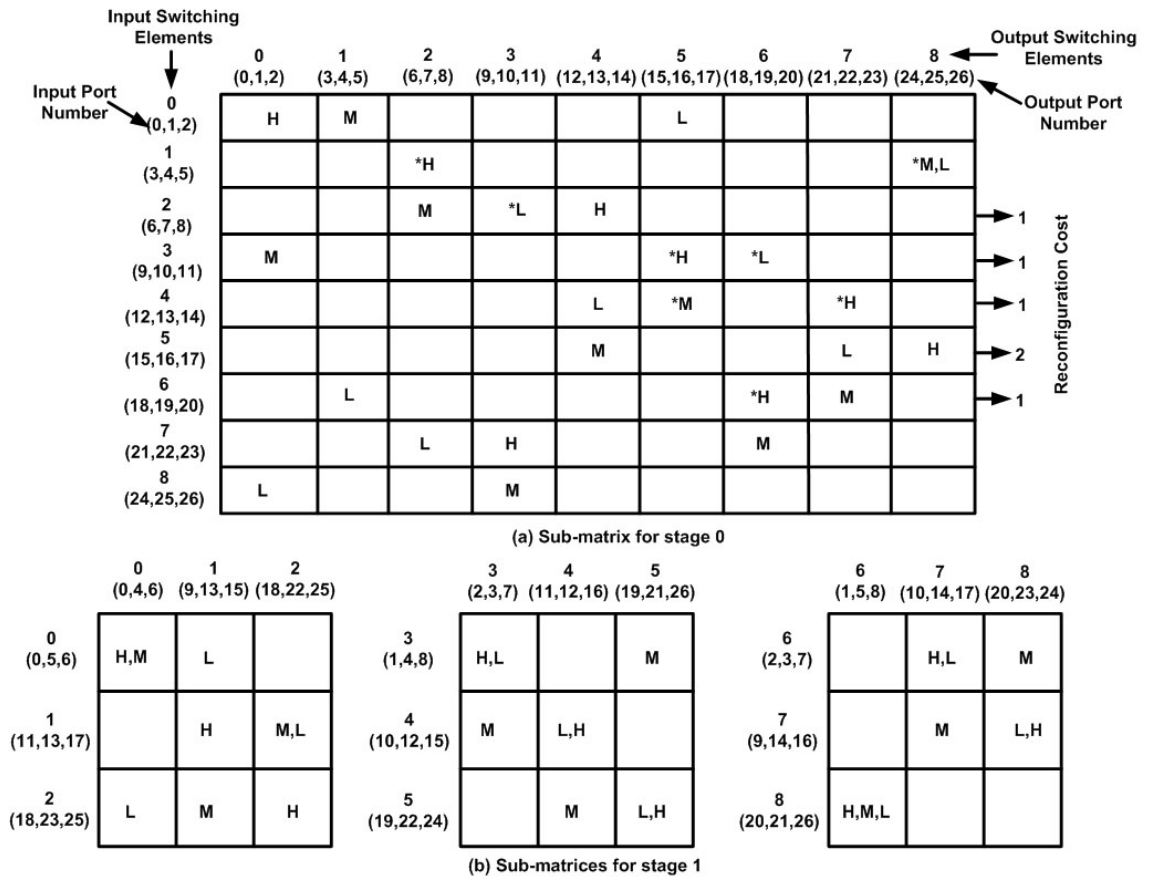 Input Switching
Elements
Output Switching
Elements
0 1 2 3 4 5 6 7 8
(0,1,2) (3,4,5) (6,7,8) (9,10,11) (12,13,14) (15,16,17) (18,19,20) (21,22,23) (24,25,26)
Input Port
Number
Output Port
Number
0
(0,1,2)
H M L
1
(3,4,5)
*H *M,L
2
(6,7,8)
M *L H 1
3
(9,10,11)
M *H *L 1
4
(12,13,14)
L *M *H 1
5
(15,16,17)
M L H 2
6
(18,19,20)
L *H M 1
7
(21,22,23)
L H M
8
(24,25,26)
L M
Reconfiguration Cost
(a) Sub-matrix for stage 0
0 1 2
(0,4,6) (9,13,15) (18,22,25)
0
(0,5,6)
H,M L
1
(11,13,17)
H M,L
2
(18,23,25)
L M H
3 4 5
(2,3,7) (11,12,16) (19,21,26)
3
(1,4,8)
H,L M
4
(10,12,15)
M L,H
5
(19,22,24)
M L,H
6 7 8
(1,5,8) (10,14,17) (20,23,24)
6
(2,3,7)
H,L M
7
(9,14,16)
M L,H
8
(20,21,26)
H,M,L
(b) Sub-matrices for stage 1